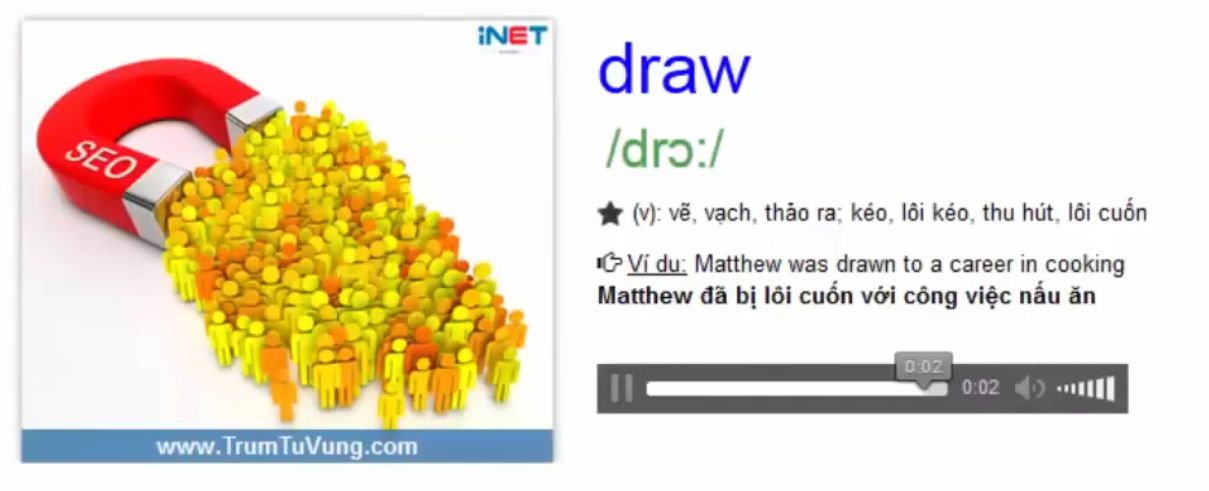 iNET
SEO
www.TrumTuVung.com
draw
/drɔ:/
★ (v): vẽ, vạch, thảo ra; kéo, lôi kéo, thu hút, lôi cuốn
Ví du: Matthew was drawn to a career in cooking
Matthew đã bị lôi cuốn với công việc nấu ăn
0:02
0:02